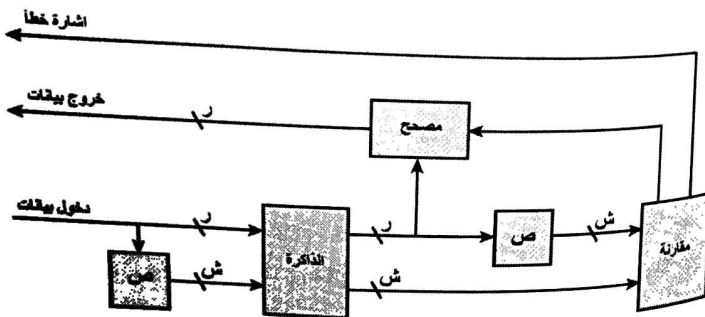 اشارة خطأ
خروج بيانات
ر
مصحح
دخول بيانات
ر
الذاكرة
ر
ص
ش
مقارنة
ص
ش
ش